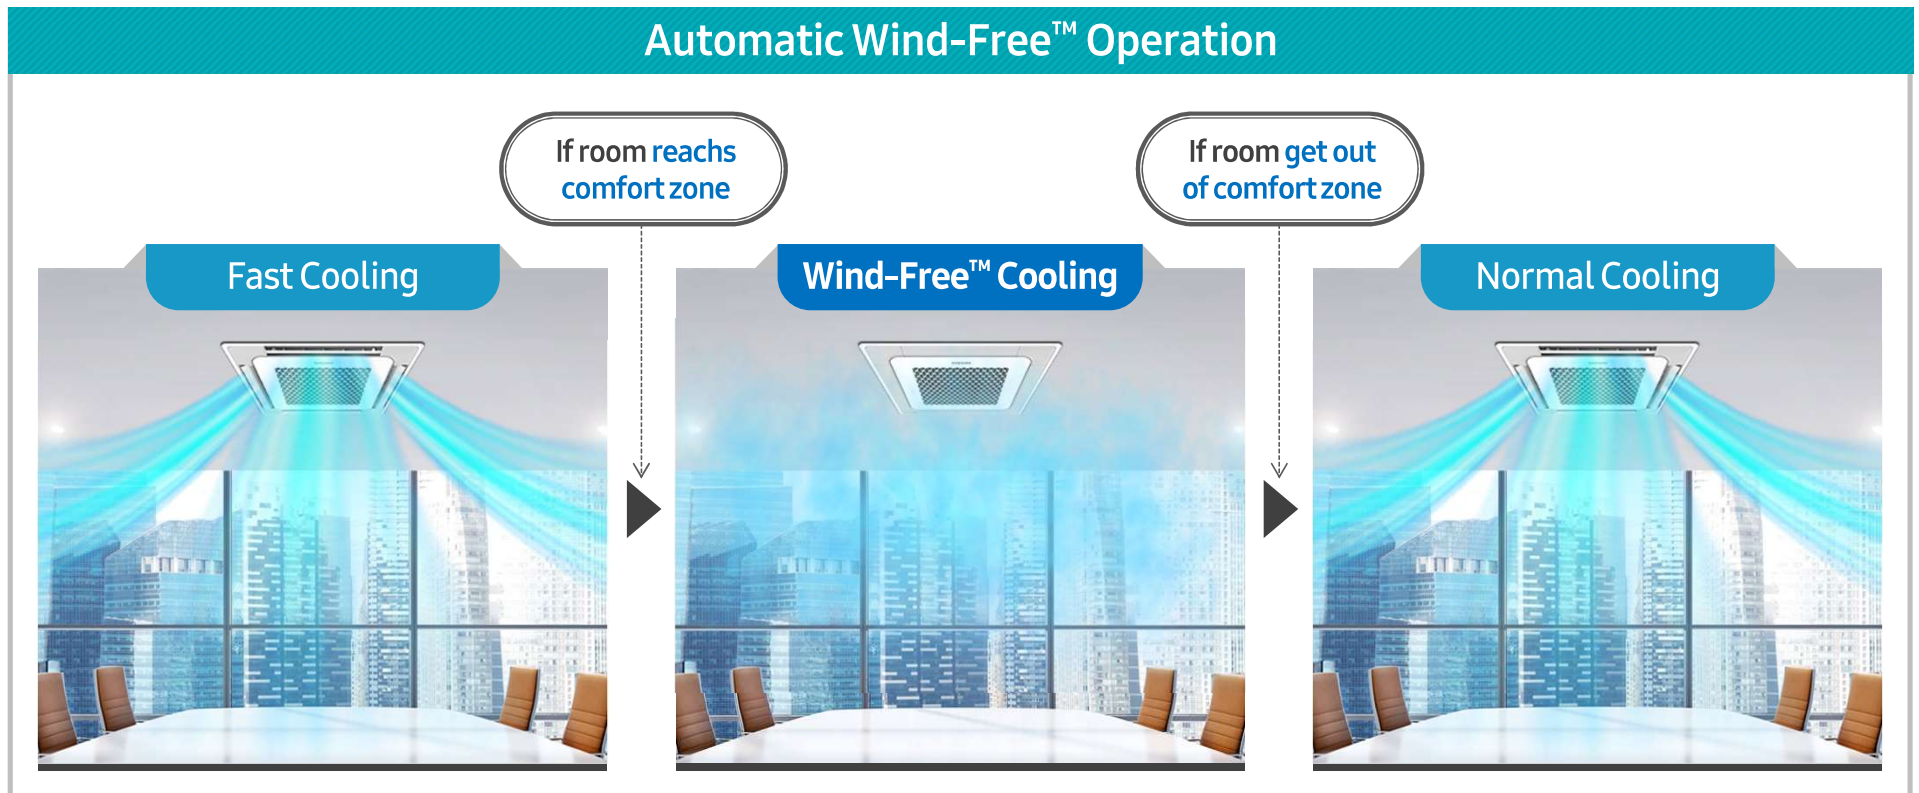 Automatic Wind-Free™ Operation
If room reachs
comfort zone
If room get out
of comfort zone
Fast Cooling
Wind-Free™ Cooling
Normal Cooling